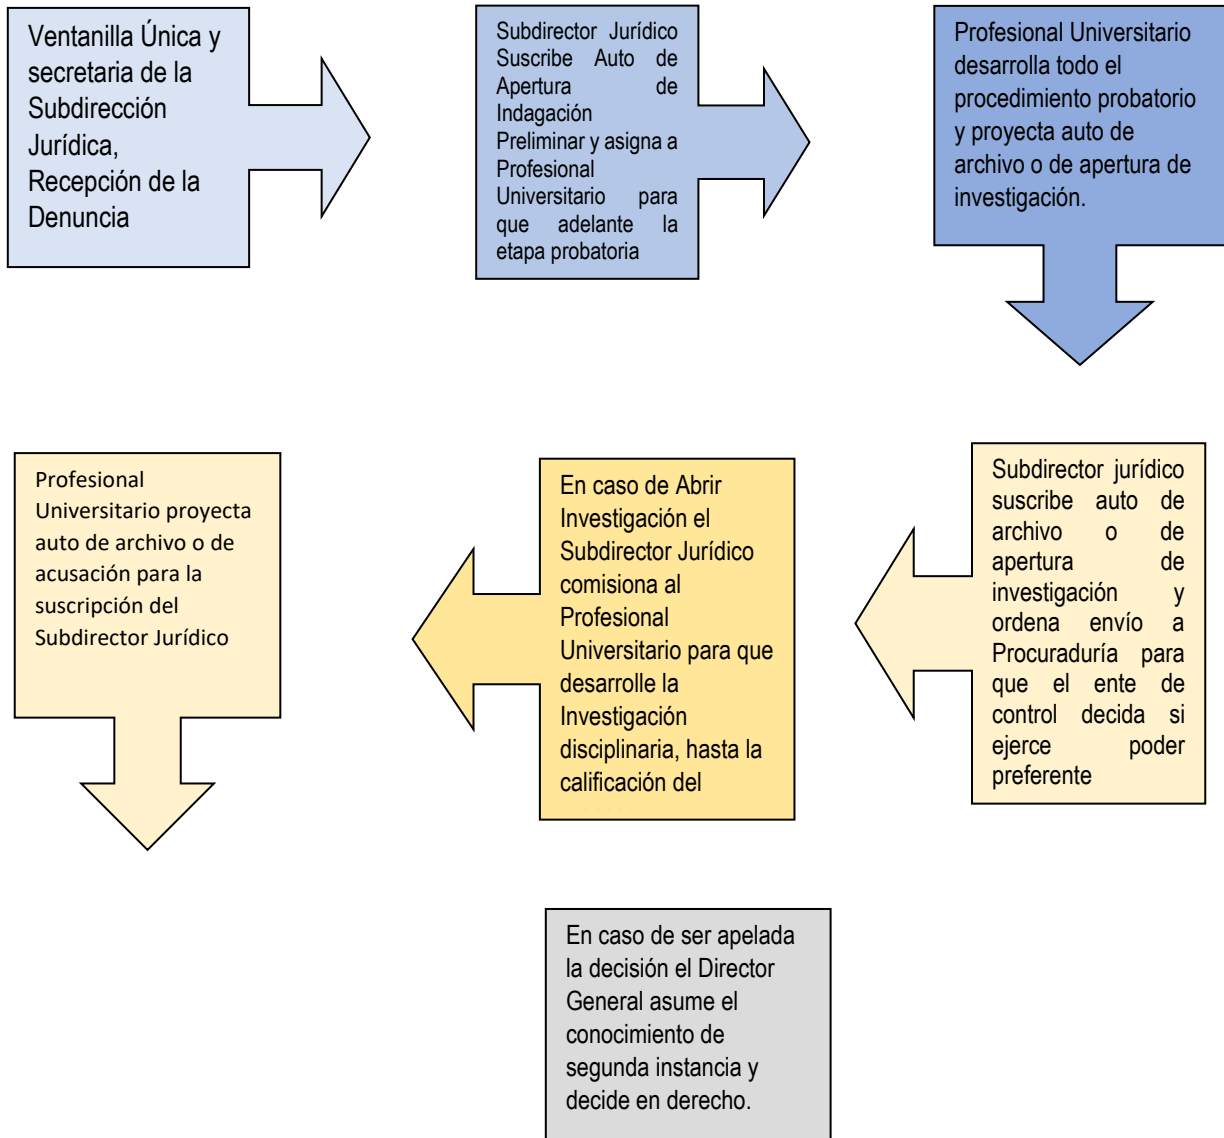 Ventanilla Única y
secretaria de la
Subdirección
Jurídica,
Recepción de la
Denuncia
Subdirector Jurídico
Suscribe Auto de
Apertura de
Indagación
Preliminar y asigna a
Profesional
Universitario para
que adelante la
etapa probatoria
Profesional Universitario
desarrolla todo el
procedimiento probatorio
y proyecta auto de
archivo o de apertura de
investigación.
Subdirector jurídico
suscribe auto de
archivo o de
apertura de
investigación y
ordena envío a
Procuraduría para
que el ente de
control decida si
ejerce poder
preferente
En caso de Abrir
Investigación el
Subdirector Jurídico
comisiona al
Profesional
Universitario para que
desarrolle la
Investigación
disciplinaria, hasta la
calificación del
Profesional
Universitario proyecta
auto de archivo o de
acusación para la
suscripción del
Subdirector Jurídico
En caso de ser apelada
la decisión el Director
General asume el
conocimiento de
segunda instancia y
decide en derecho.